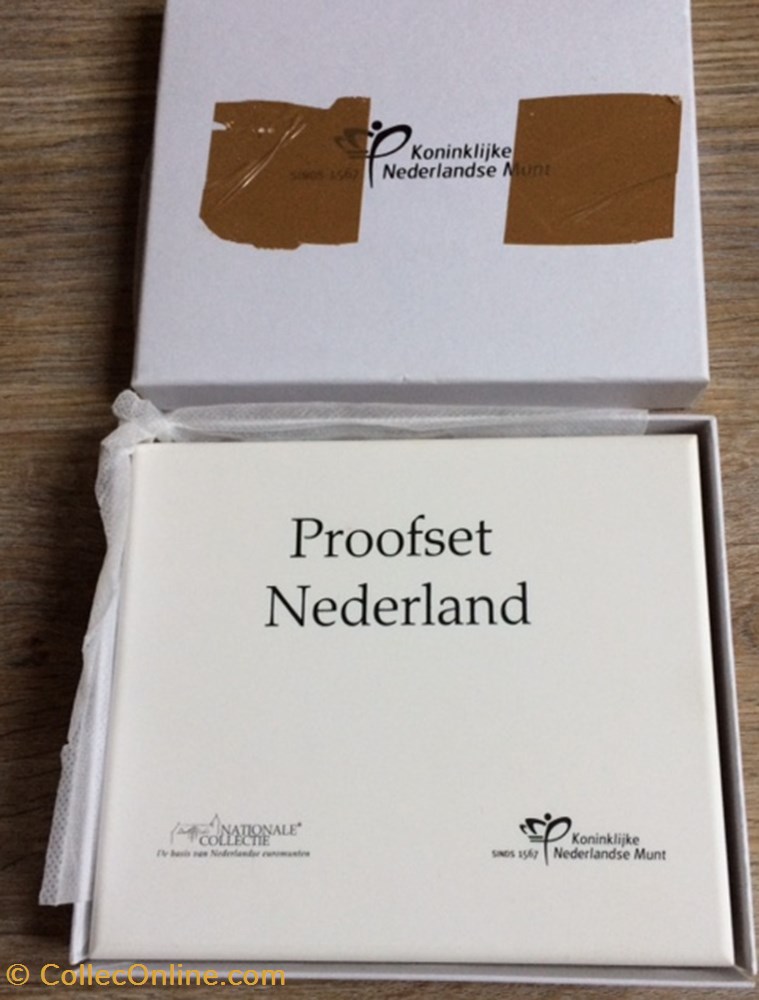 Koninklijke
SINDS 1567 Nederlandse Munt
Proofset
Nederland
NATIONALE
COLLECTIE
De basis van Nederlandse euromunten
Koninklijke
SINDS 1567 Nederlandse Munt
© CollecOnline.com